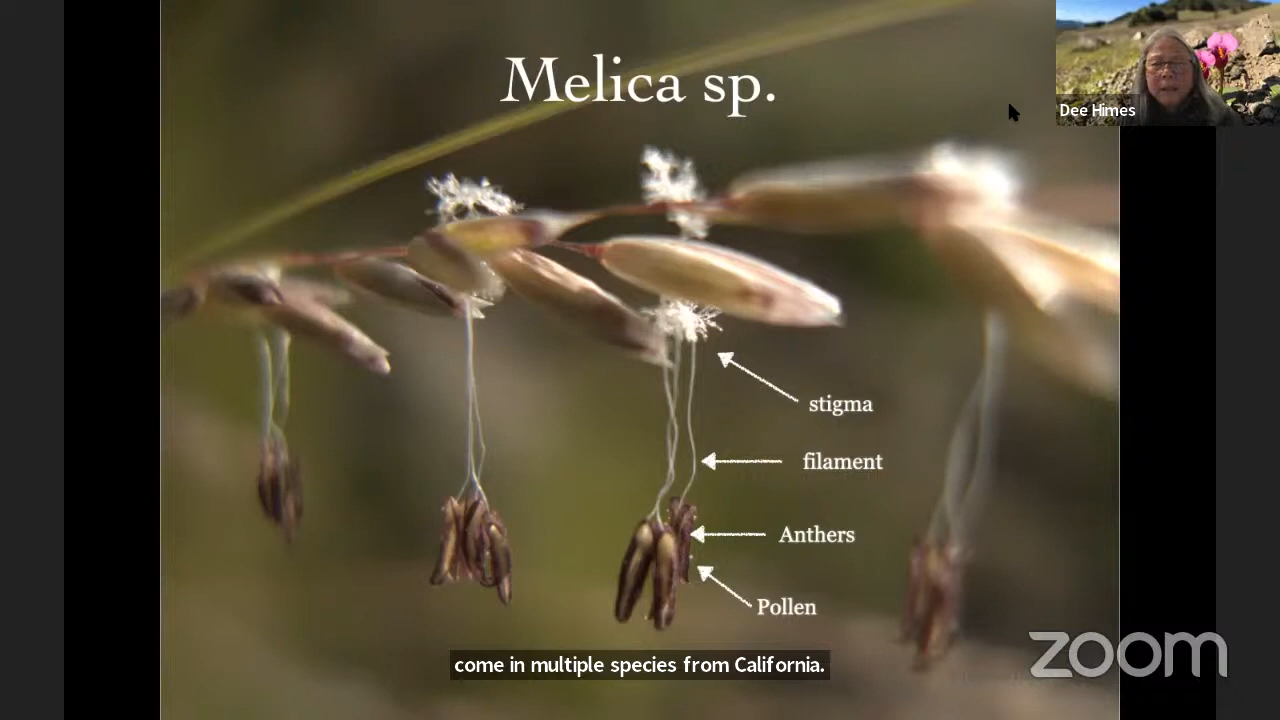 Melica sp.
Dee Himes
stigma
filament
Anthers
Pollen
come in multiple species from California.
zoom